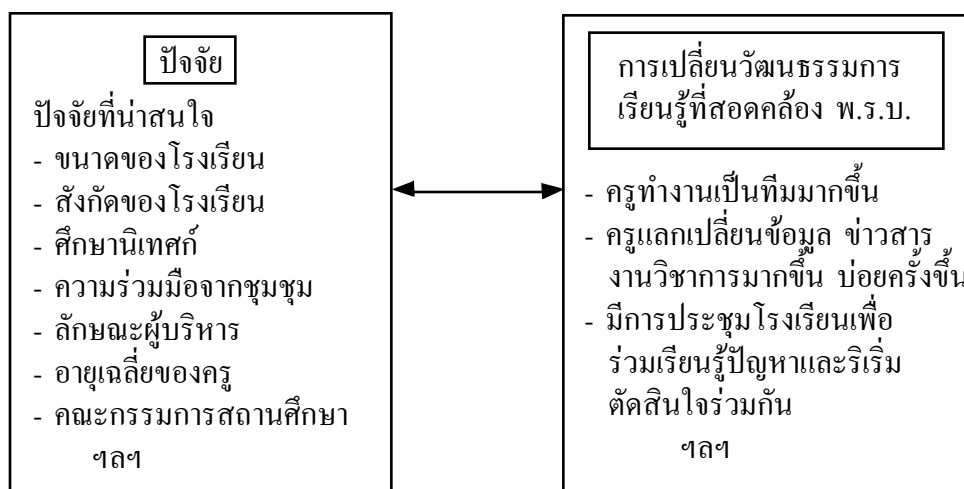 ปัจจัย
ปัจจัยที่น่าสนใจ
- ขนาดของโรงเรียน
- สังกัดของโรงเรียน
- ศึกษานิเทศก์
- ความร่วมมือจากชุมชุม
- ลักษณะผู้บริหาร
- อายุเฉลี่ยของครู
- คณะกรรมการสถานศึกษา
ฯลฯ
การเปลี่ยนวัฒนธรรมการ
เรียนรู้ที่สอดคล้อง พ.ร.บ.
- ครูทำงานเป็นทีมมากขึ้น
- ครูแลกเปลี่ยนข้อมูล ข่าวสาร
งานวิชาการมากขึ้น บ่อยครั้งขึ้น
- มีการประชุมโรงเรียนเพื่อ
ร่วมเรียนรู้ปัญหาและริเริ่ม
ตัดสินใจร่วมกัน
ฯลฯ